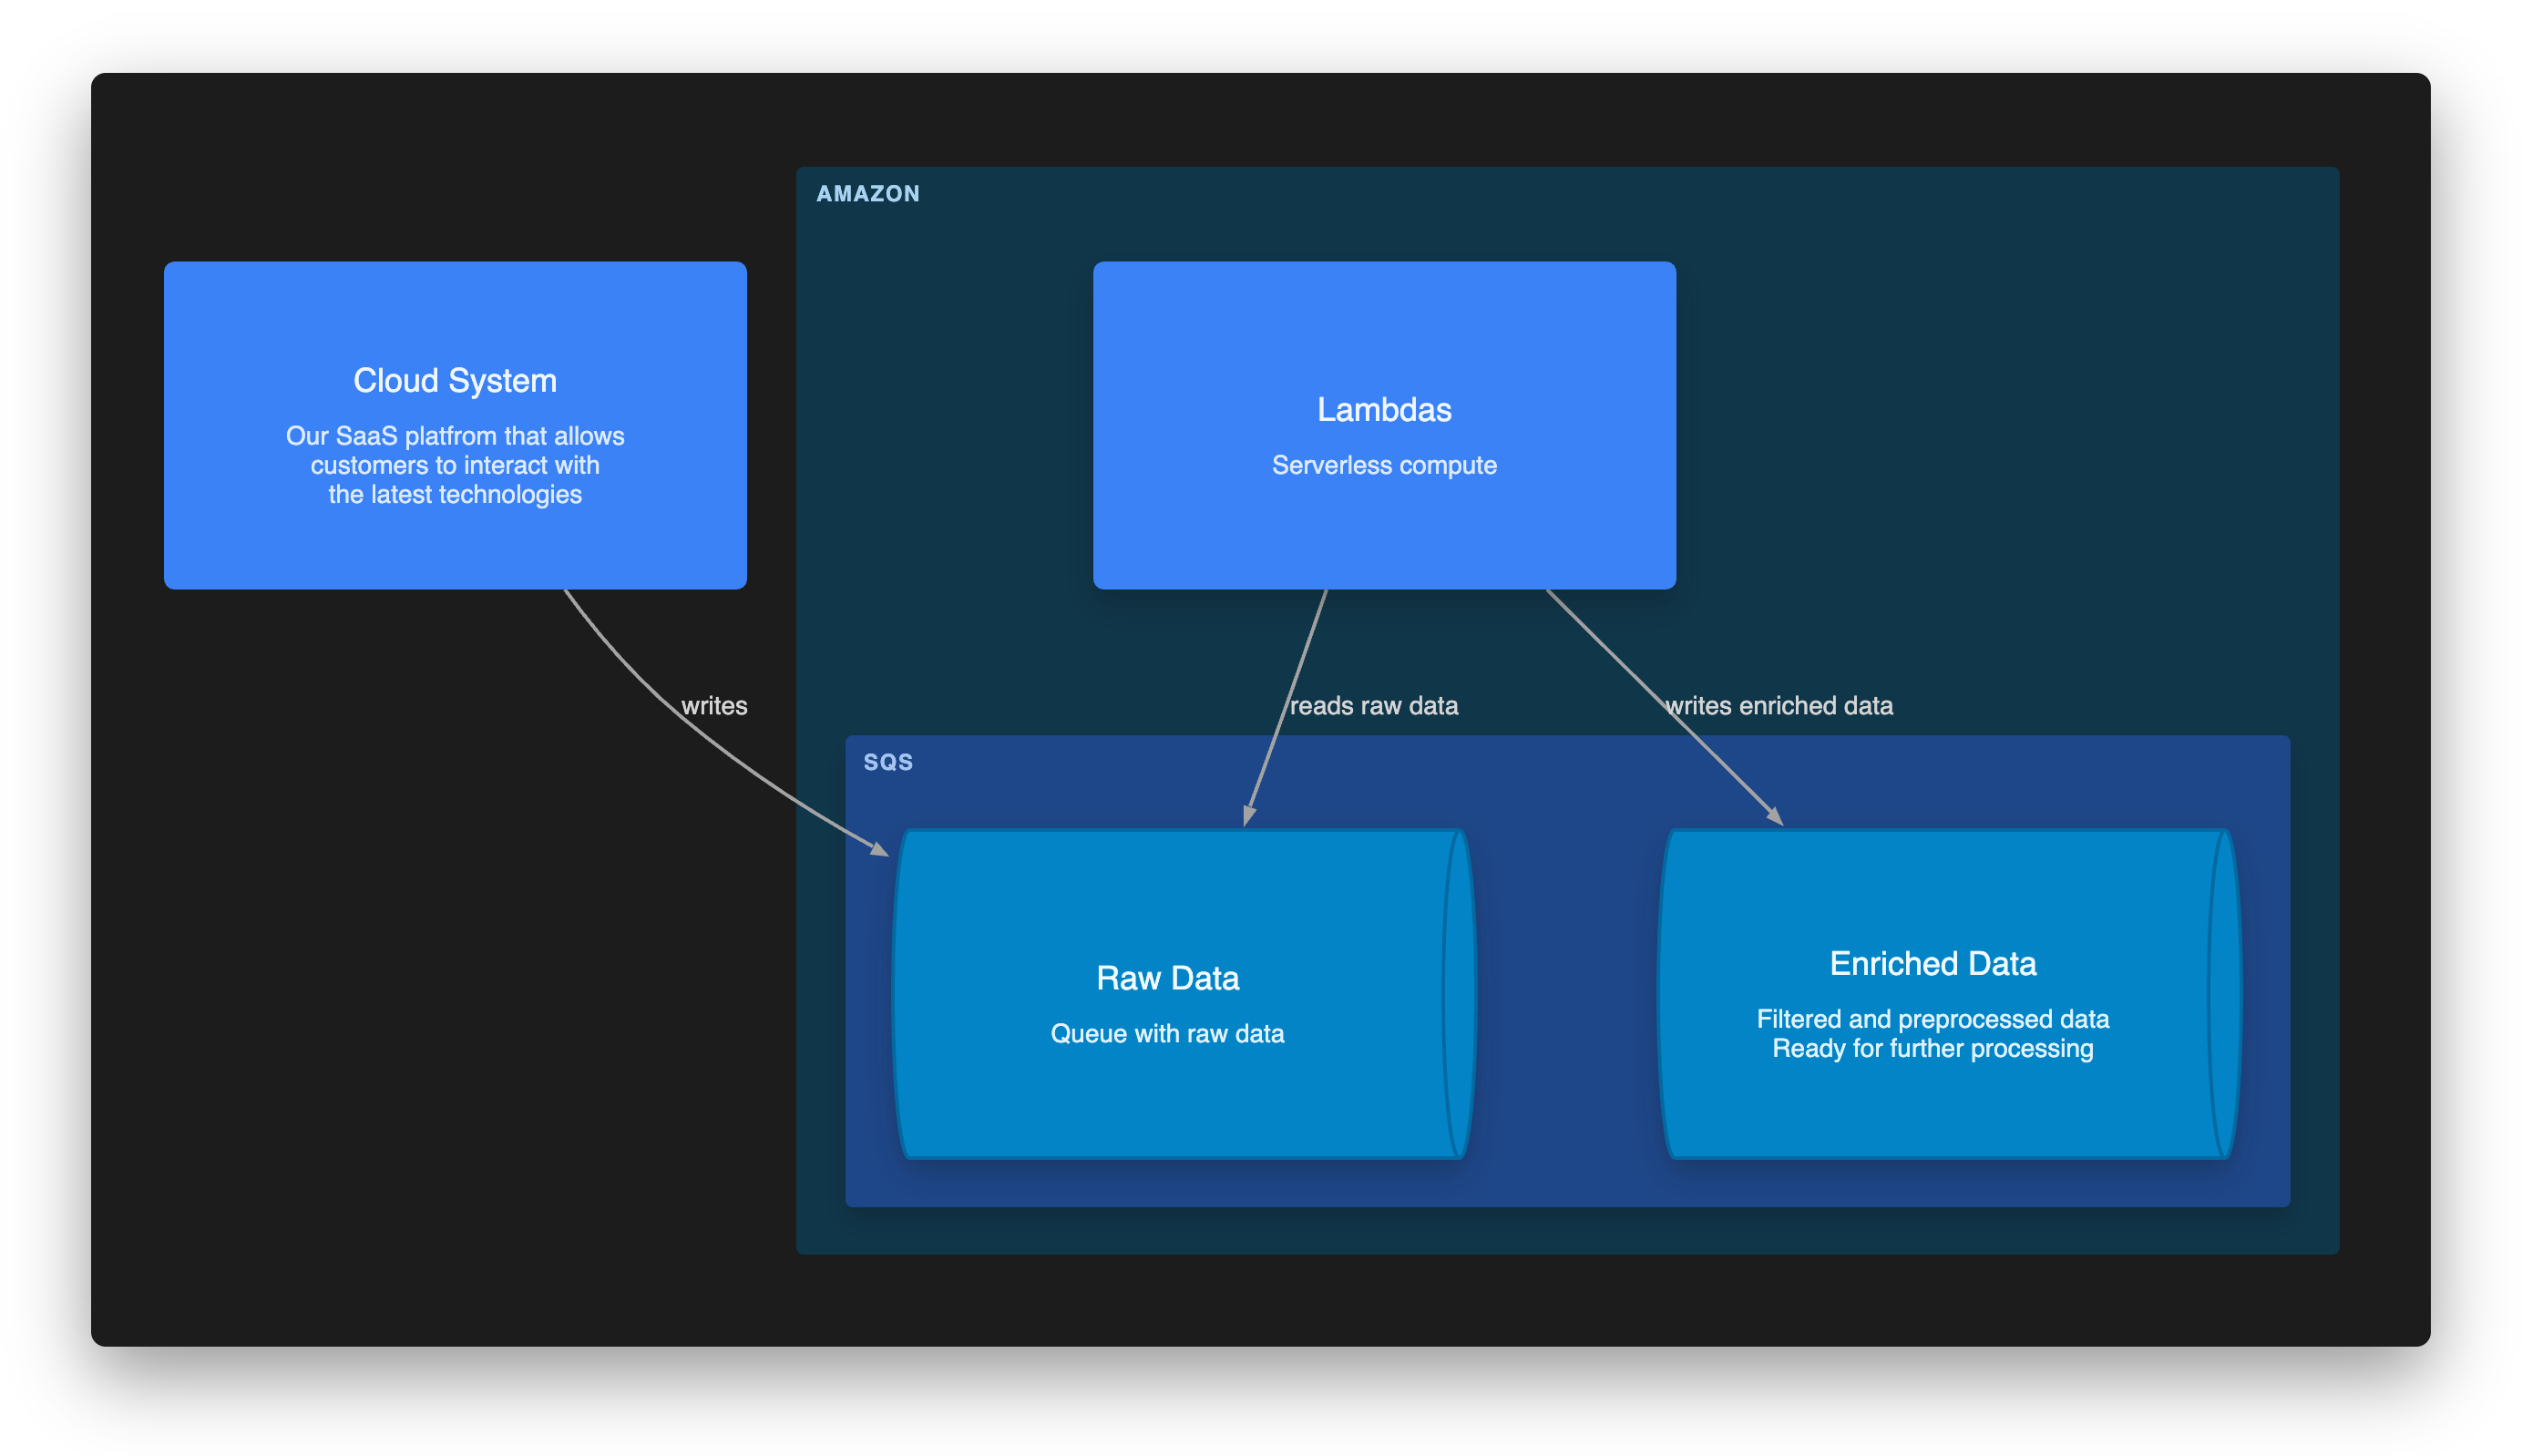 AMAZON
Cloud System
Our SaaS platfrom that allows
customers to interact with
the latest technologies
Lambdas
Serverless compute
writes
reads raw data
writes enriched data
SQS
Raw Data
Queue with raw data
Enriched Data
Filtered and preprocessed data
Ready for further processing